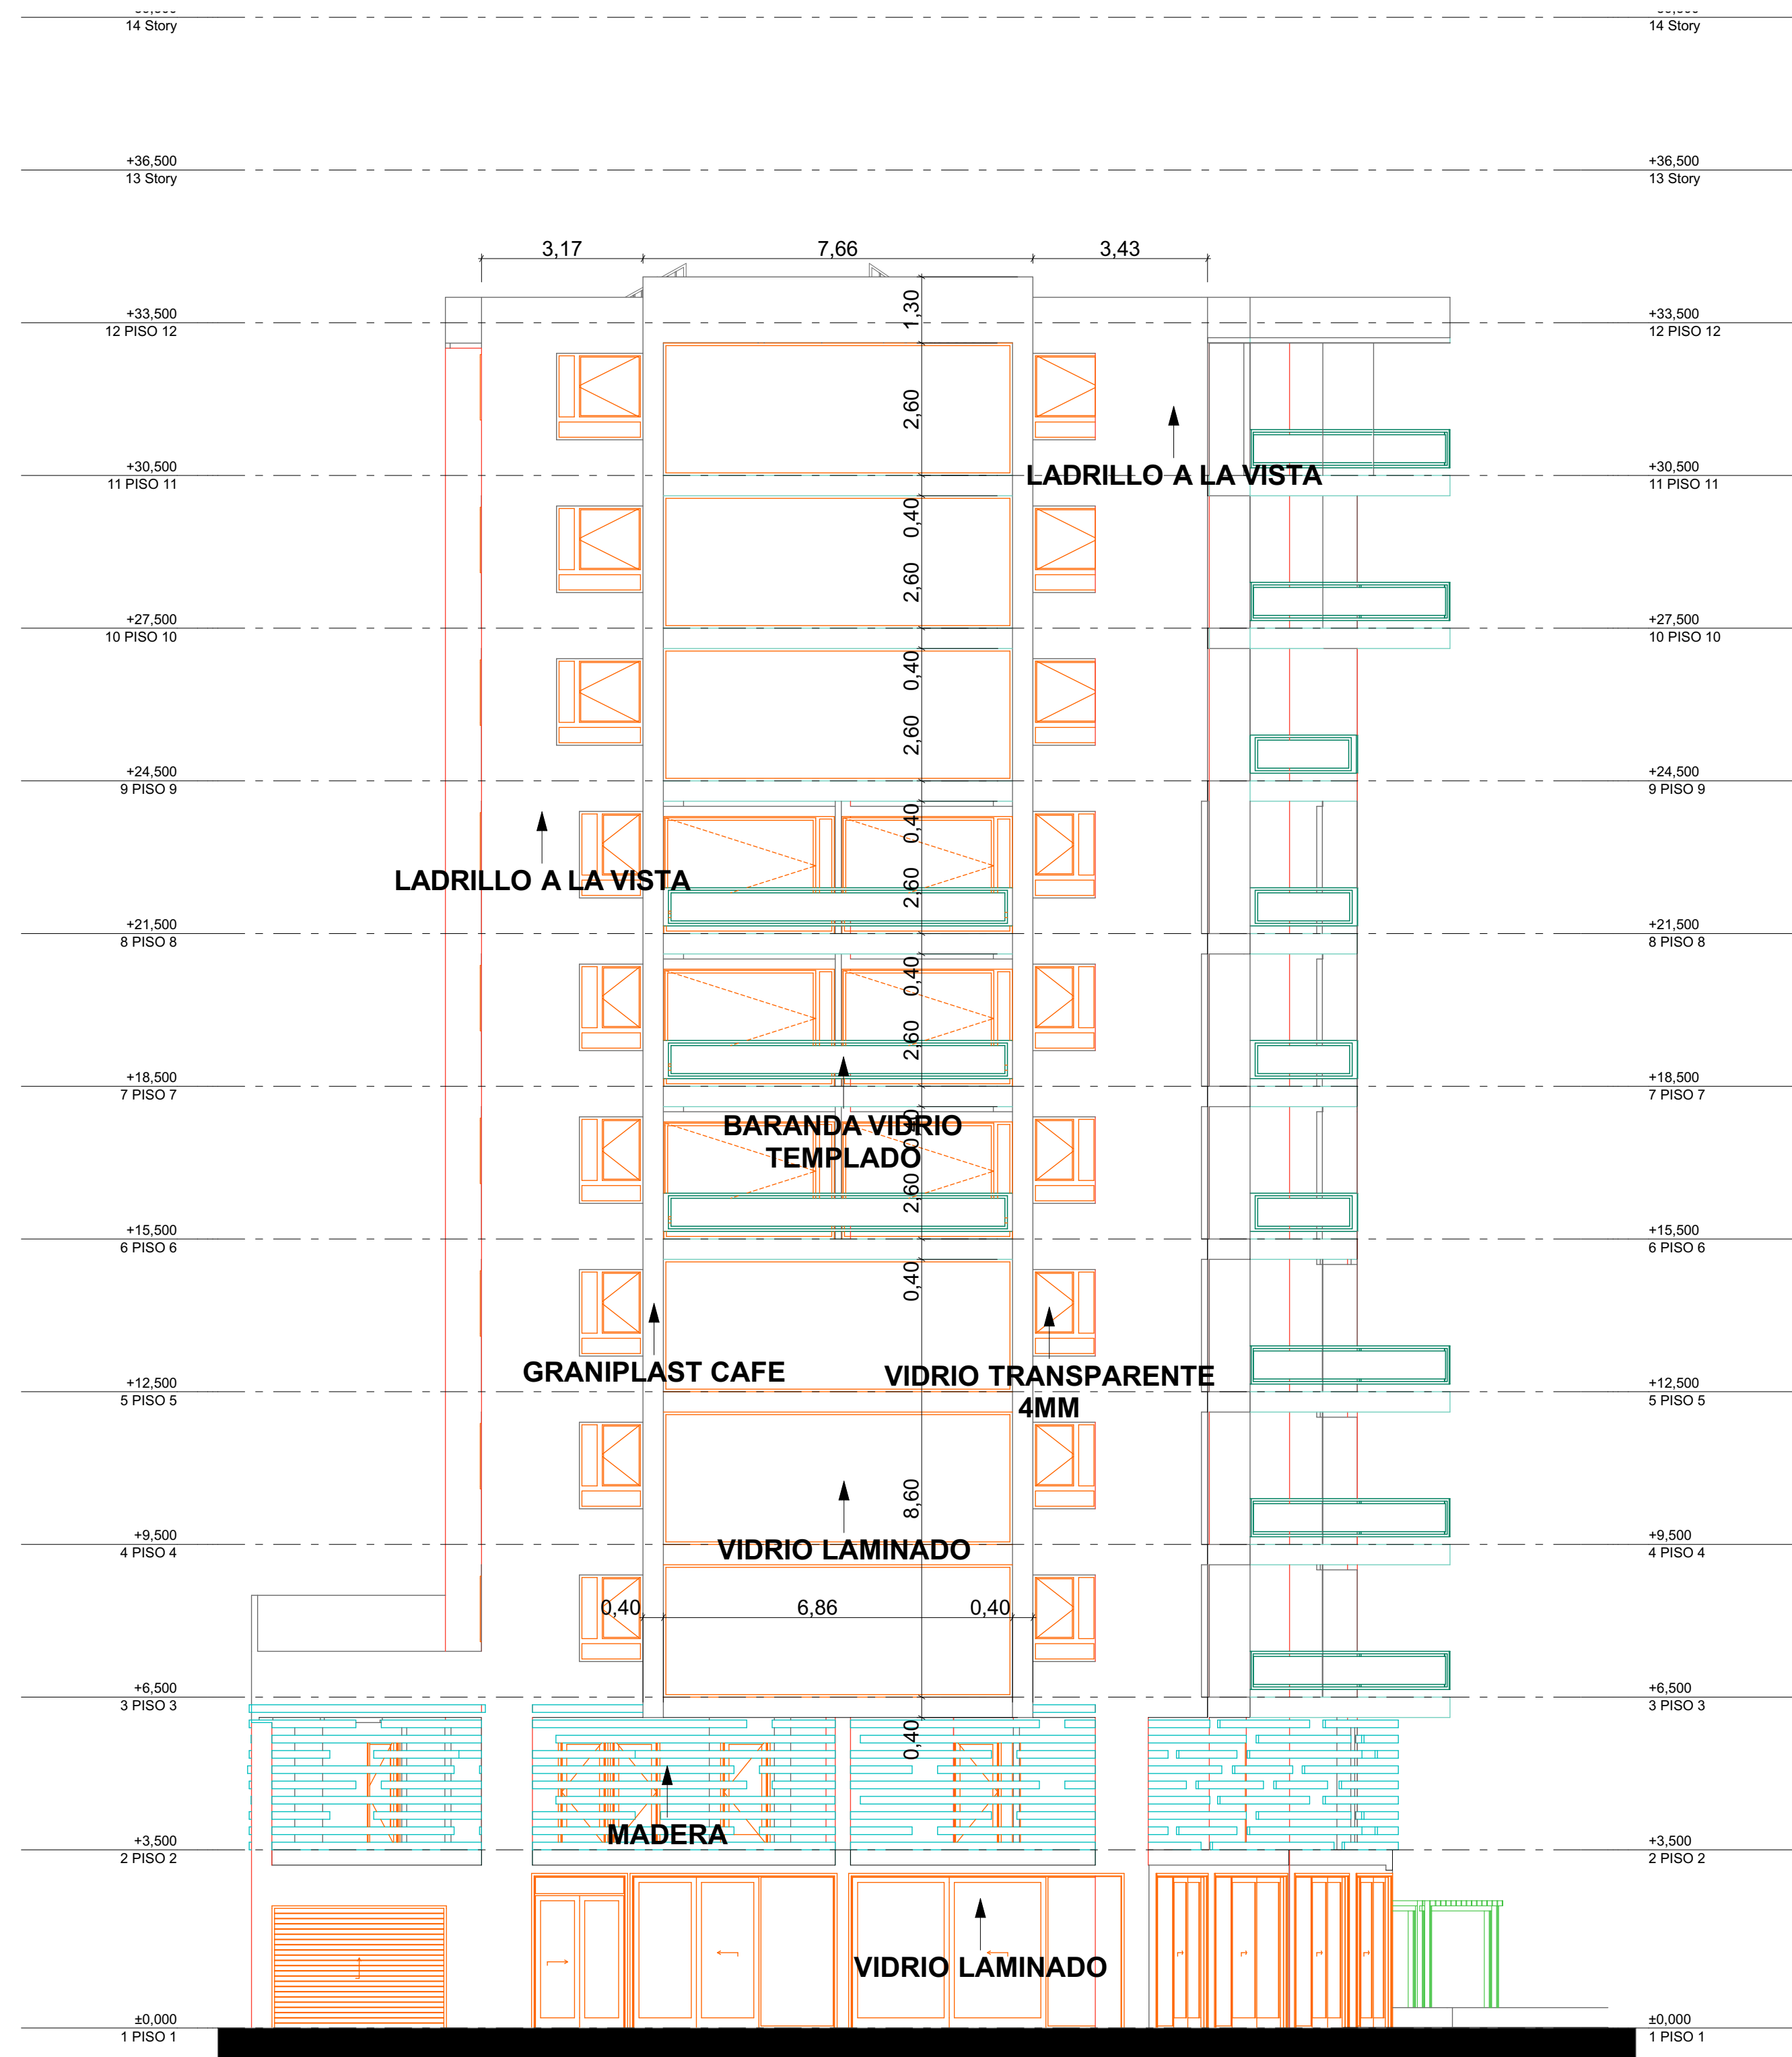 14 Story
14 Story
+36,500
13 Story
+36,500
13 Story
3,17
7,66
3,43
1,30
+33,500
12 PISO 12
+33,500
12 PISO 12
2,60
LADRILLO A LA VISTA
+30,500
11 PISO 11
+30,500
11 PISO 11
0,40
2,60
+27,500
10 PISO 10
+27,500
10 PISO 10
0,40
2,60
+24,500
9 PISO 9
+24,500
9 PISO 9
0,40
LADRILLO A LA VISTA
2,60
+21,500
8 PISO 8
+21,500
8 PISO 8
0,40
2,60
+18,500
7 PISO 7
+18,500
7 PISO 7
BARANDA VIDRIO
TEMPLADO
0,40
2,60
+15,500
6 PISO 6
+15,500
6 PISO 6
0,40
GRANIPLAST CAFE
VIDRIO TRANSPARENTE
4MM
+12,500
5 PISO 5
+12,500
5 PISO 5
8,60
VIDRIO LAMINADO
+9,500
4 PISO 4
+9,500
4 PISO 4
0,40
6,86
0,40
+6,500
3 PISO 3
+6,500
3 PISO 3
0,40
MADERA
+3,500
2 PISO 2
+3,500
2 PISO 2
VIDRIO LAMINADO
±0,000
1 PISO 1
±0,000
1 PISO 1